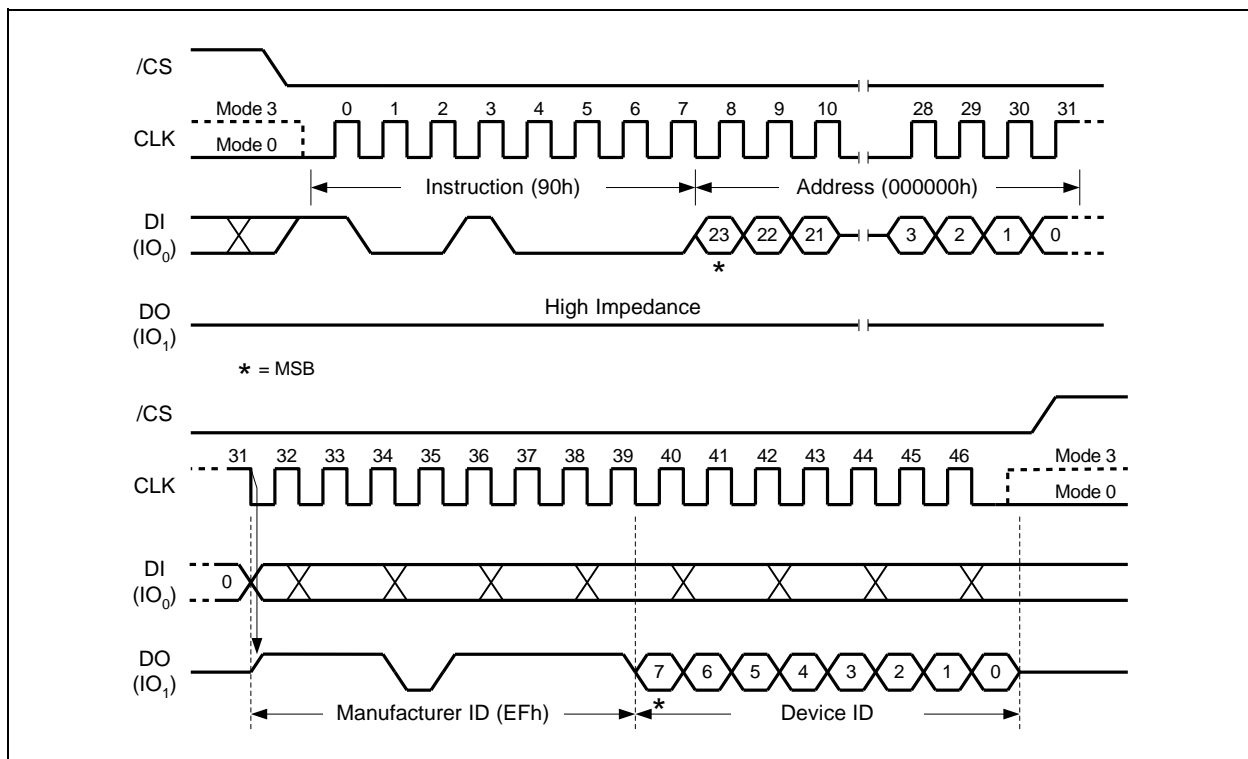 /CS
Mode 3 0 1 2 3 4 5 6 7 8 9 10 28 29 30 31
CLK
Mode 0
Instruction (90h) Address (000000h)
DI
(IO0) 23 22 21 3 2 1 0
*
DO High Impedance
(IO1)
* = MSB
/CS
31 32 33 34 35 36 37 38 39 40 41 42 43 44 45 46 Mode 3
CLK
Mode 0
DI
(IO0) 0
DO
(IO1) 7 6 5 4 3 2 1 0
*
Manufacturer ID (EFh) Device ID